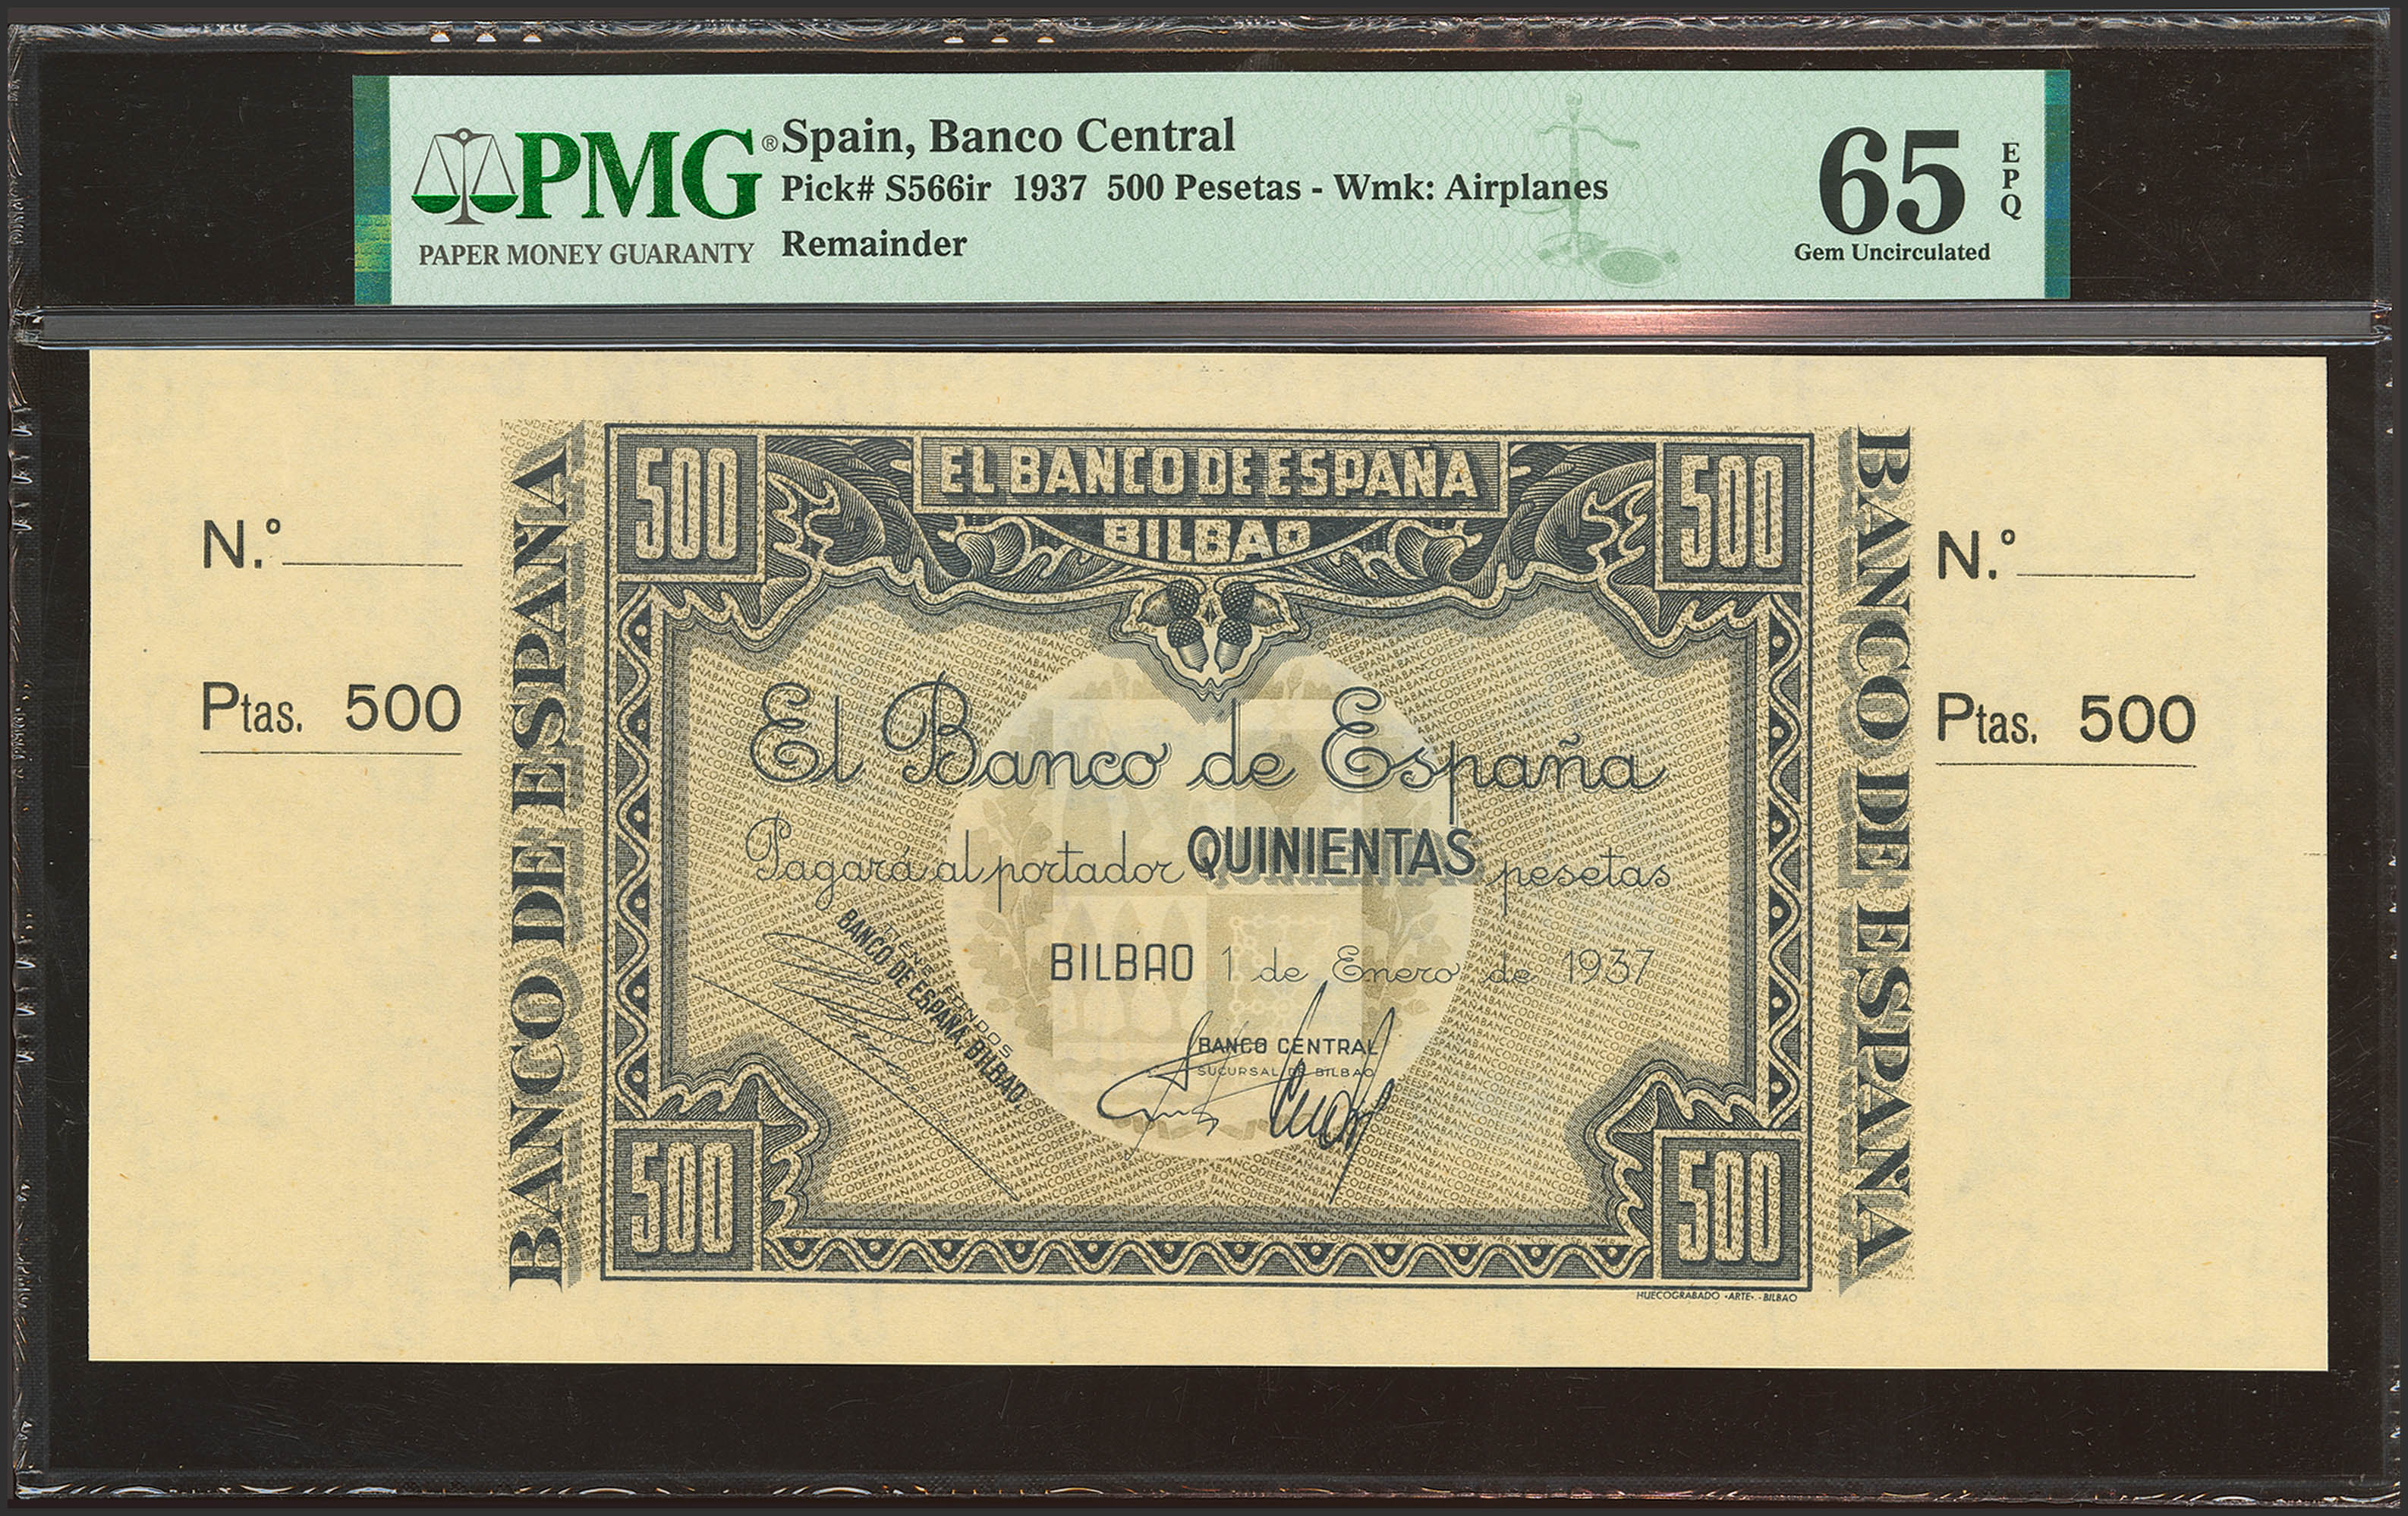 PMG®
PAPER MONEY GUARANTY
Spain, Banco Central
Pick# S566ir 1937 500 Pesetas - Wmk: Airplanes
Remainder
65
EPQ
Gem Uncirculated
N.º
Ptas. 500
BANCO DE ESPAÑA
500
EL BANCO DE ESPAÑA
500
BILBAO
El Banco de España
Pagará al portador QUINIENTAS pesetas
BILBAO 1 de Enero de 1937
TIENE FONDOS
BANCO DE ESPAÑA, BILBAO
BANCO CENTRAL
SUCURSAL DE BILBAO
500
500
HUECOGRABADO «ARTE».-BILBAO
BANCO DE ESPAÑA
N.º
Ptas. 500